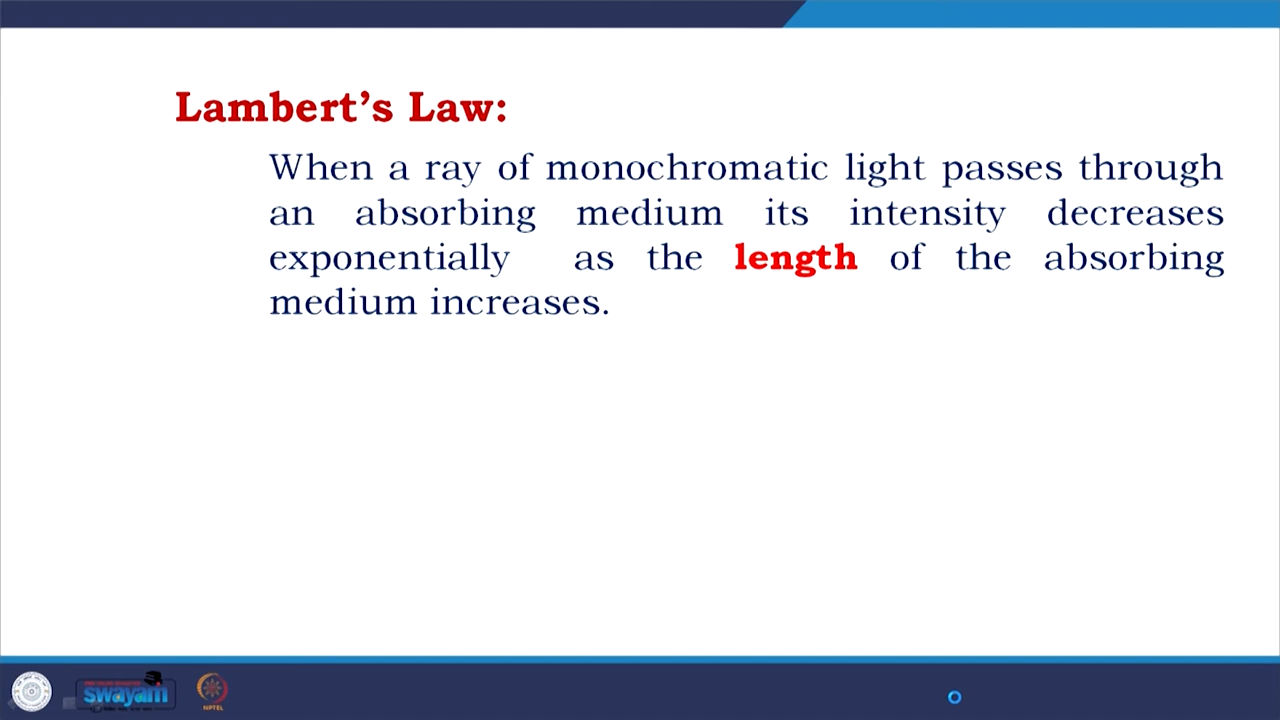 Lambert's Law:
When a ray of monochromatic light passes through
an absorbing medium its intensity decreases
exponentially as the length of the absorbing
medium increases.
swayam
NPTEL